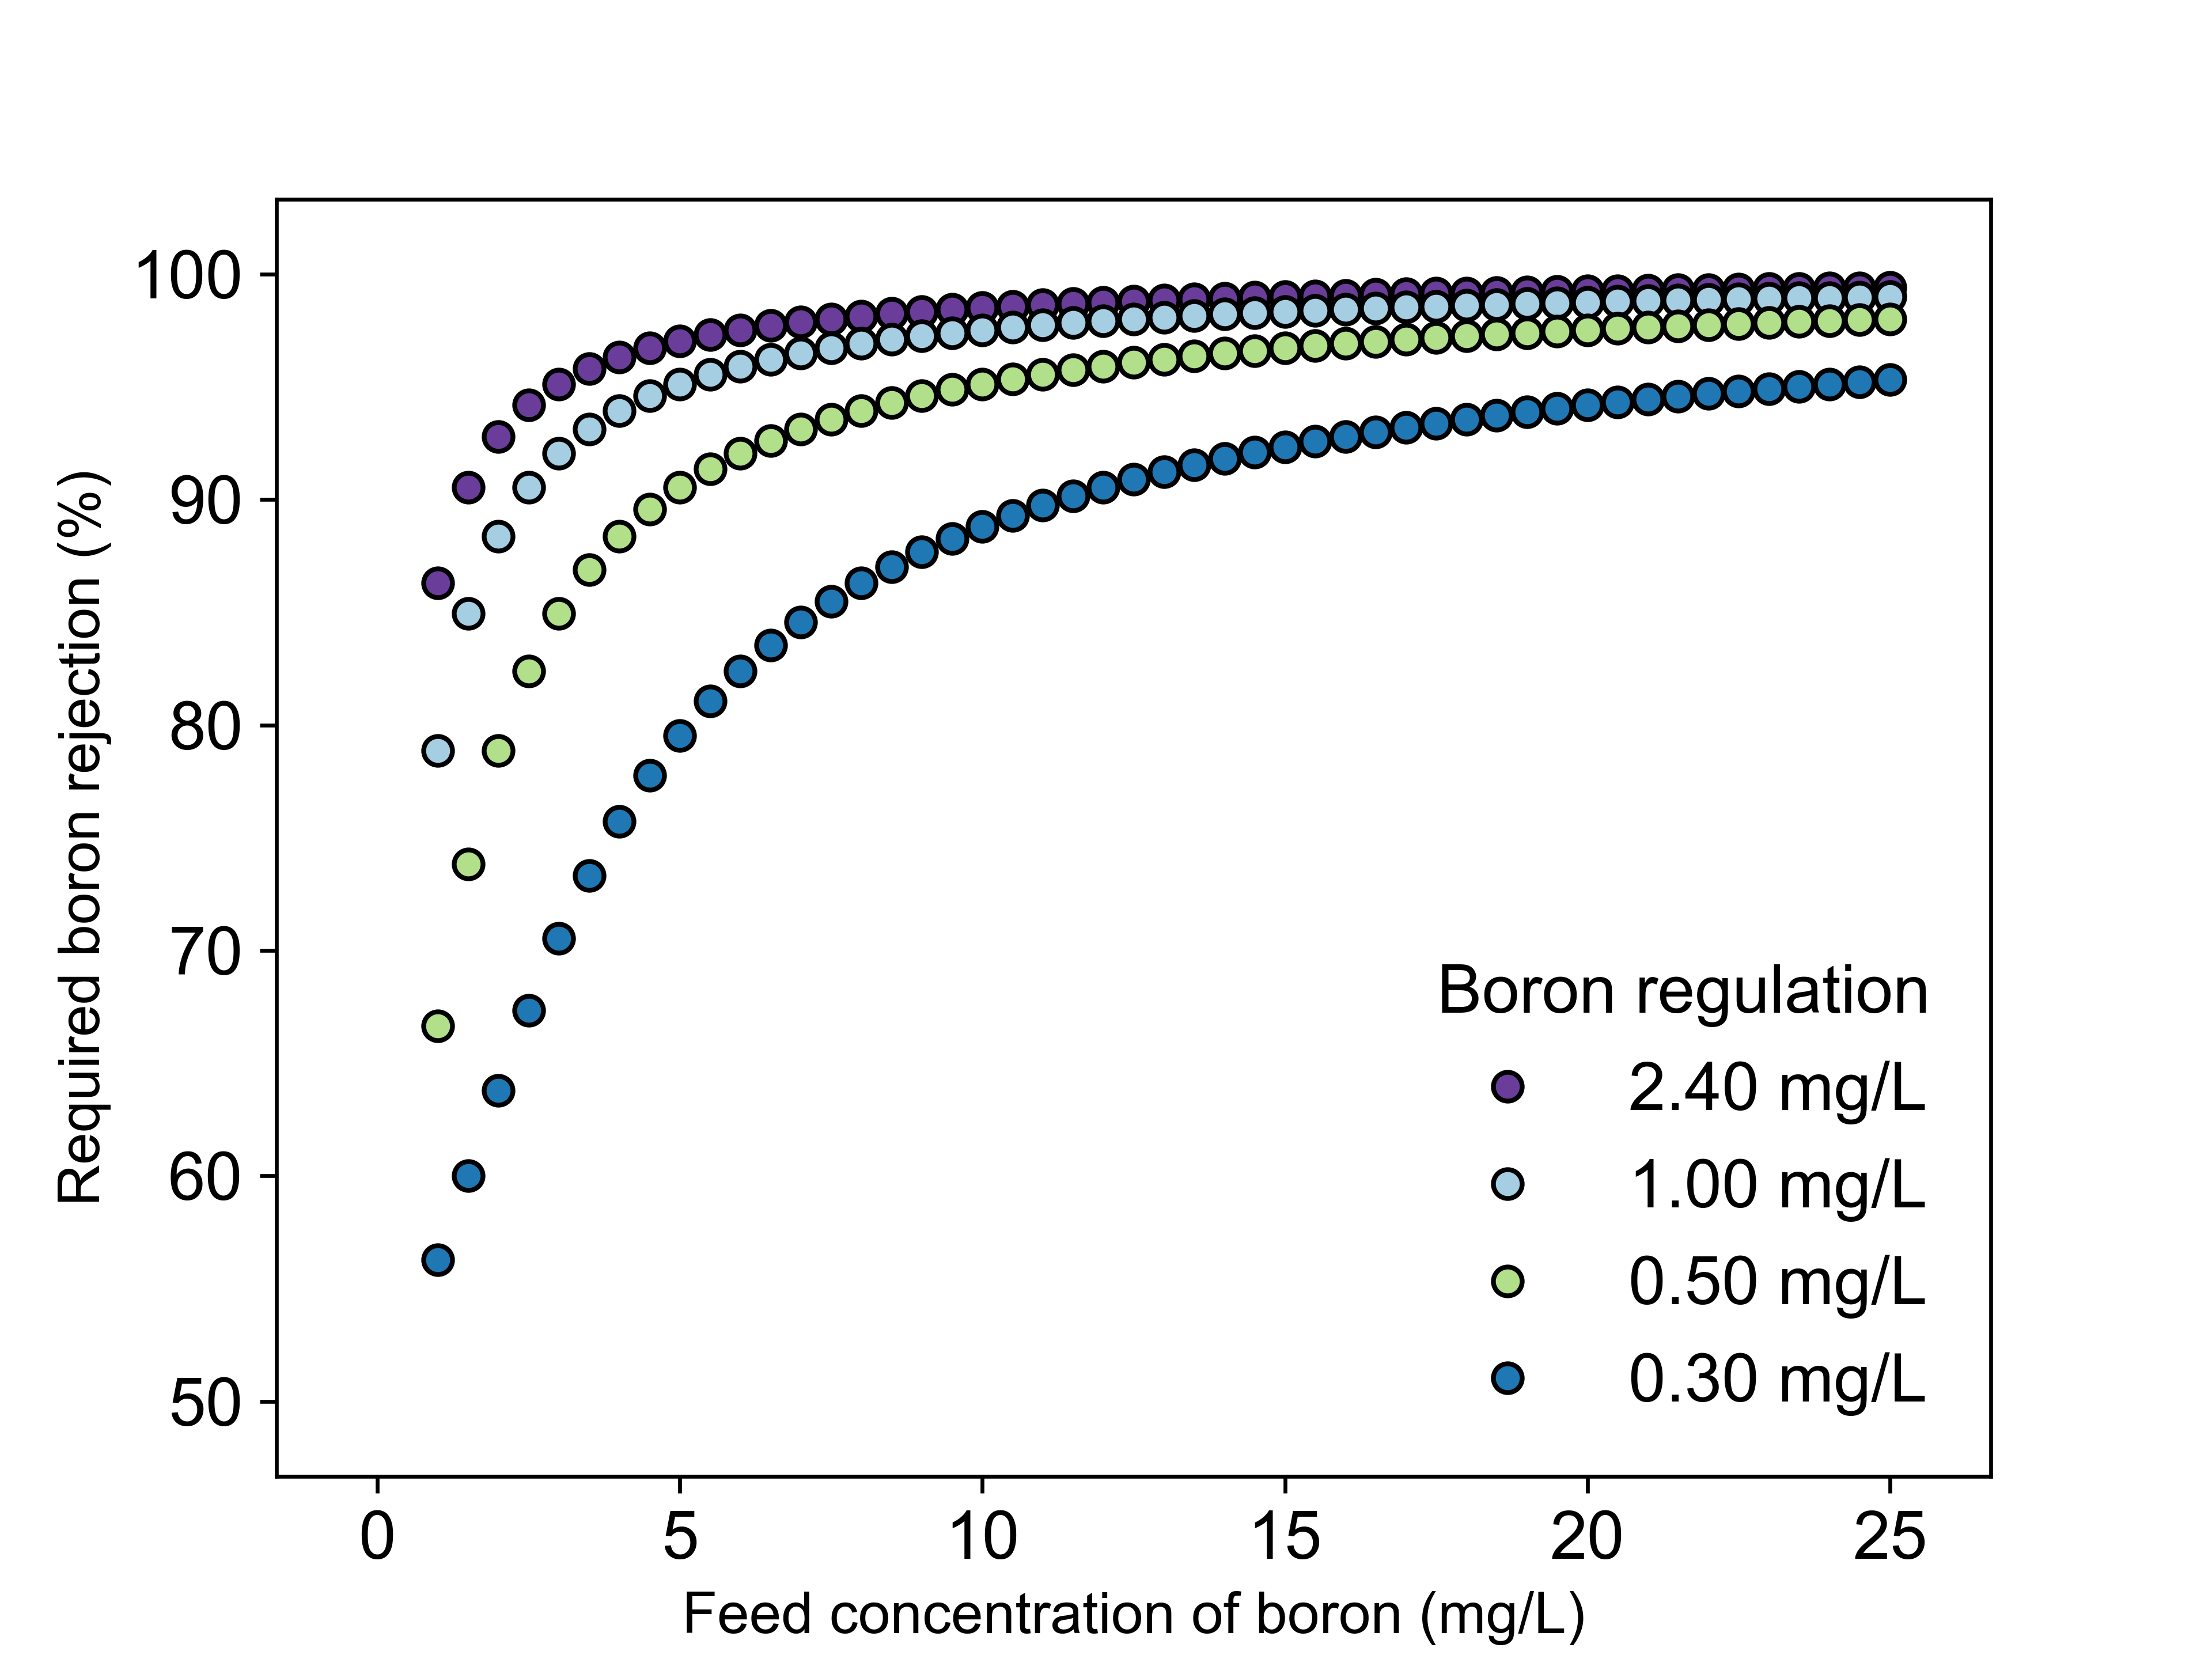 100
90
80
70
60
50
Required boron rejection (%)
Boron regulation
2.40 mg/L
1.00 mg/L
0.50 mg/L
0.30 mg/L
0 5 10 15 20 25
Feed concentration of boron (mg/L)